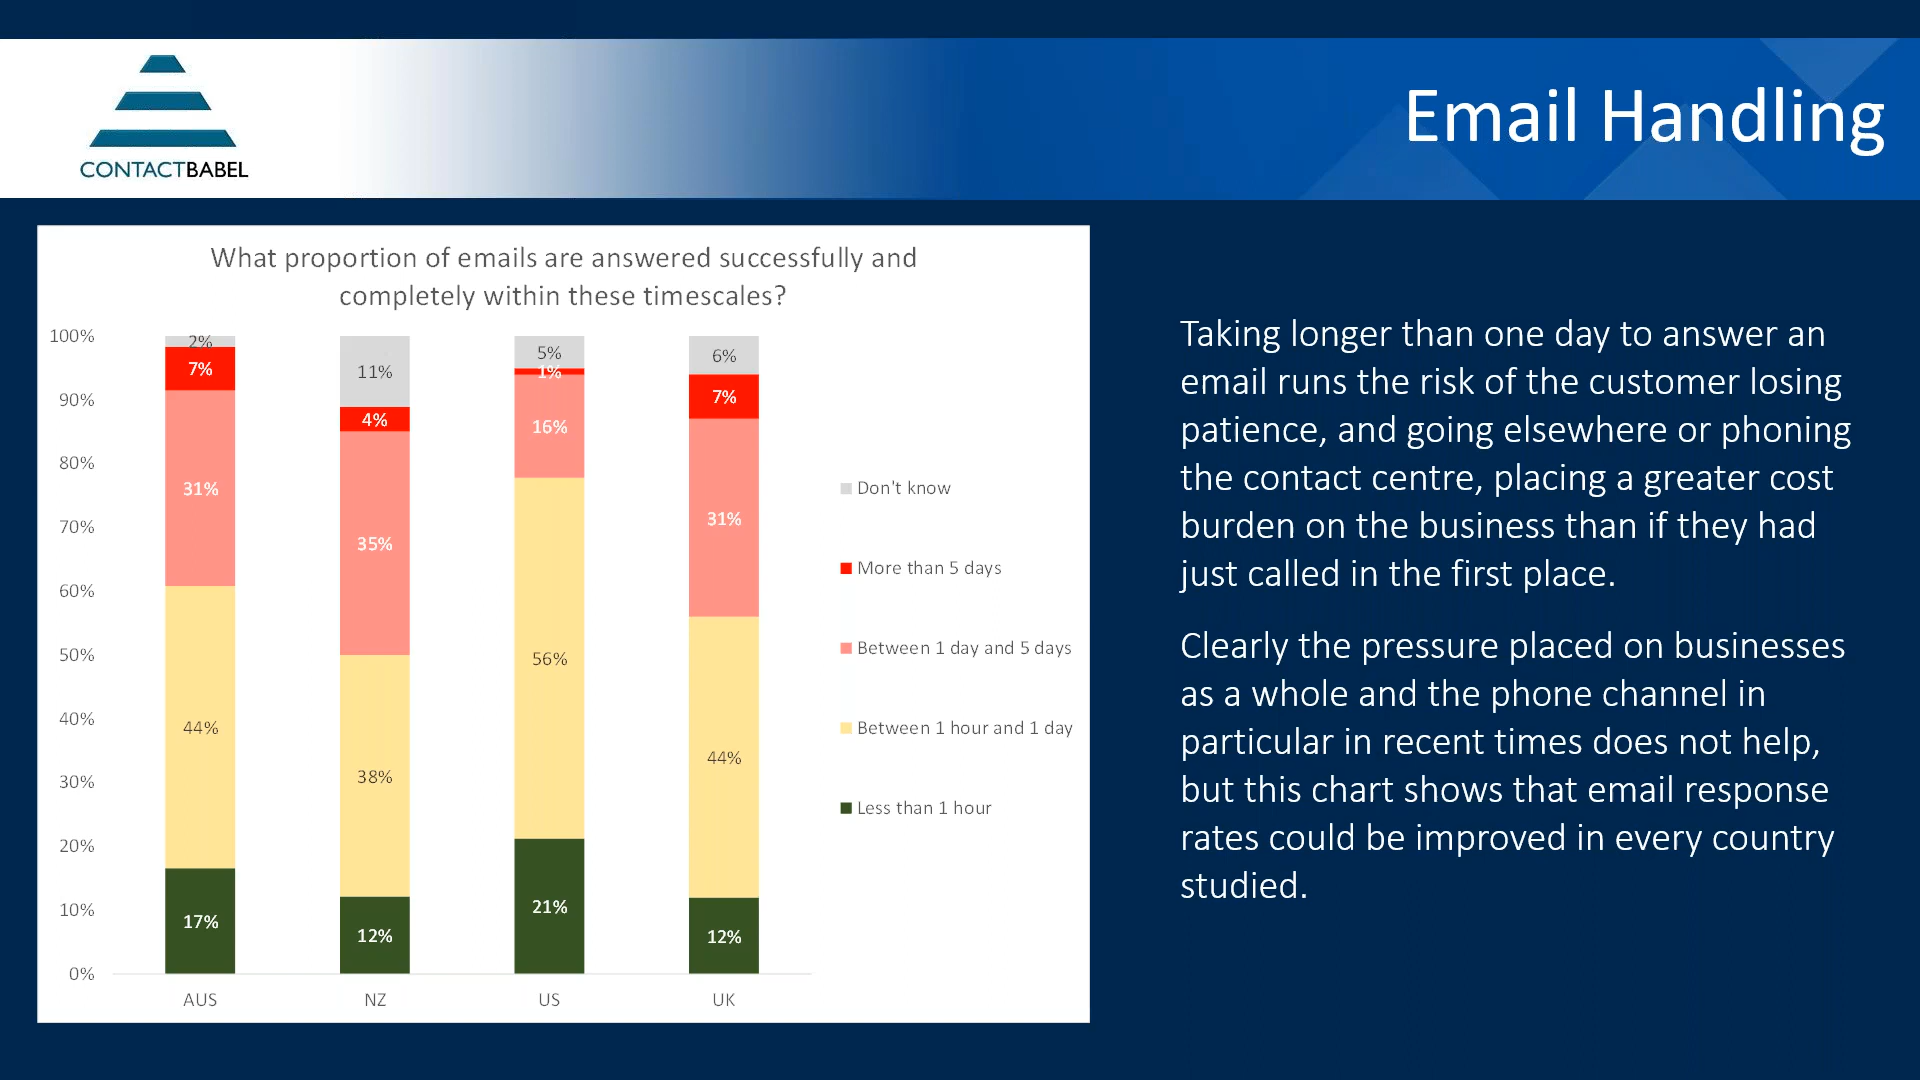 CONTACTBABEL
Email Handling
What proportion of emails are answered successfully and
completely within these timescales?
100%
90%
80%
70%
60%
50%
40%
30%
20%
10%
0%
2%
7%
31%
44%
17%
AUS
11%
4%
35%
38%
12%
NZ
5%
1%
16%
56%
21%
US
6%
7%
31%
44%
12%
UK
Don't know
More than 5 days
Between 1 day and 5 days
Between 1 hour and 1 day
Less than 1 hour
Taking longer than one day to answer an
email runs the risk of the customer losing
patience, and going elsewhere or phoning
the contact centre, placing a greater cost
burden on the business than if they had
just called in the first place.
Clearly the pressure placed on businesses
as a whole and the phone channel in
particular in recent times does not help,
but this chart shows that email response
rates could be improved in every country
studied.